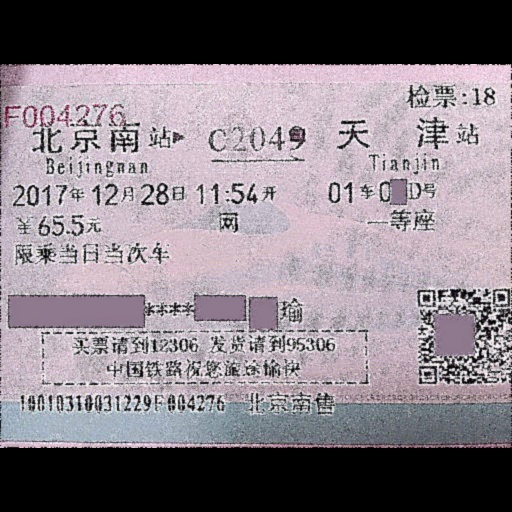 检票:18
F004276
北京南站 C2049 天津站
Beijingnan Tianjin
2017年12月28日 11:54开 01车0 D号
￥65.5元 网 一等座
限乘当日当次车
**** 瑜
买票请到12306 发货请到95306
中国铁路祝您旅途愉快
10010310031229F004276 北京南售